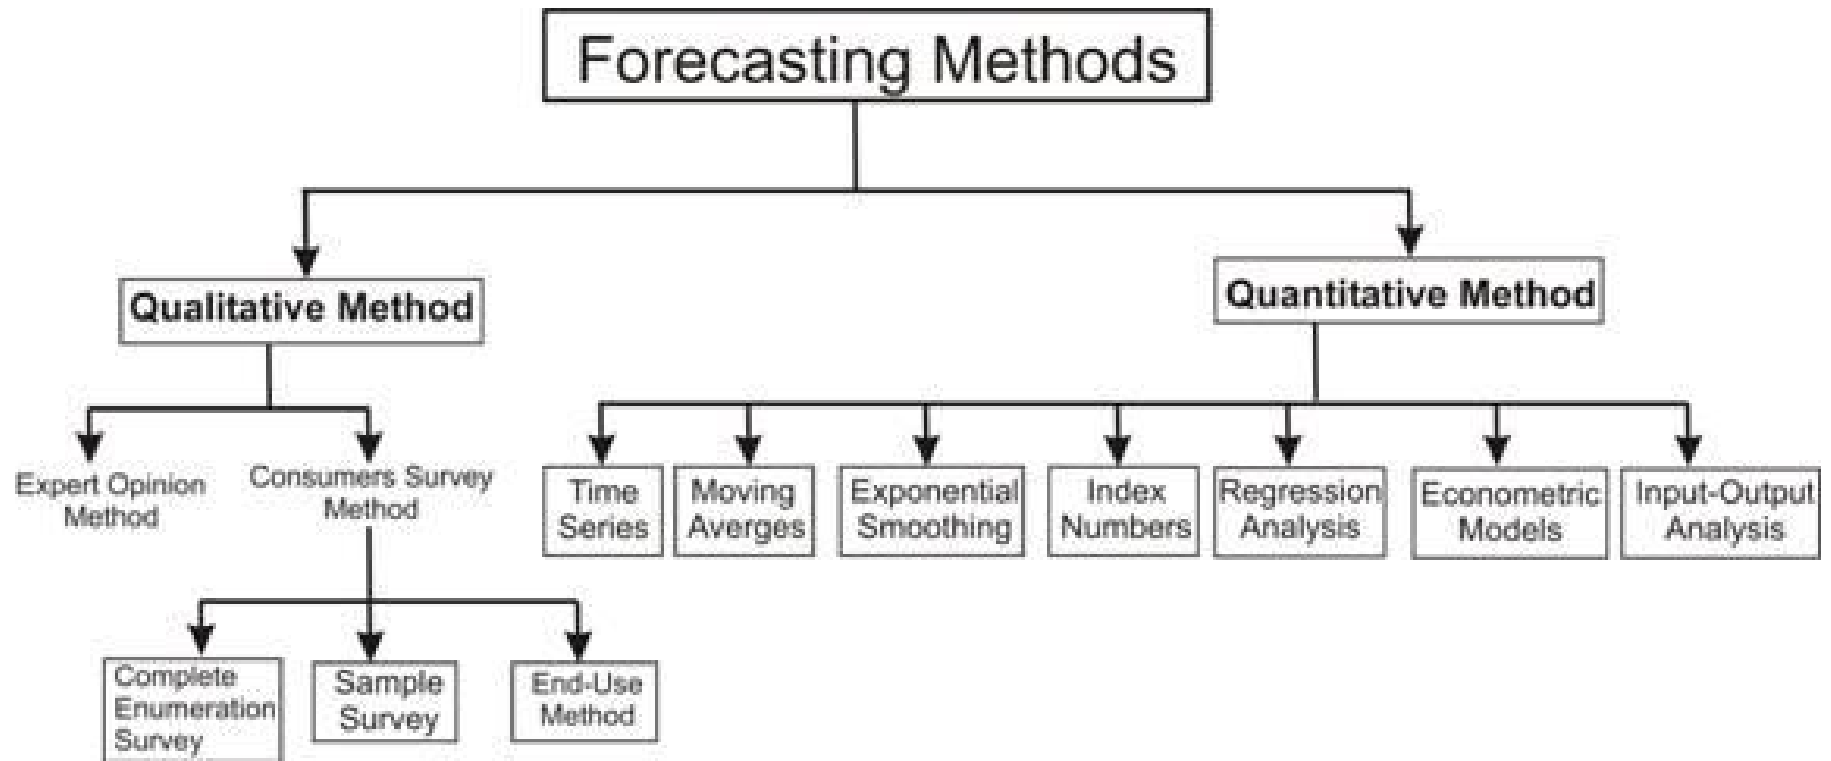 Forecasting Methods
Qualitative Method
Quantitative Method
Expert Opinion
Method
Consumers Survey
Method
Time
Series
Moving
Averges
Exponential
Smoothing
Index
Numbers
Regression
Analysis
Econometric
Models
Input-Output
Analysis
Complete
Enumeration
Survey
Sample
Survey
End-Use
Method